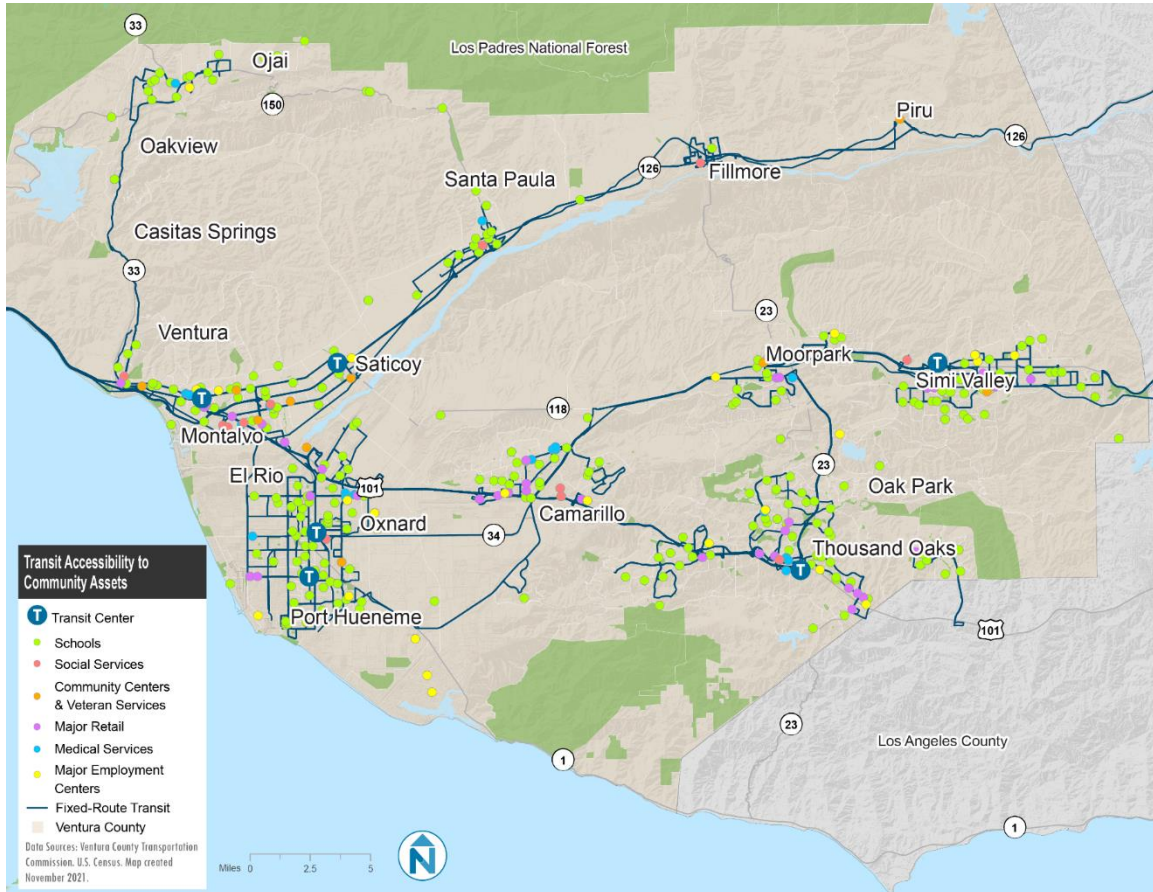 33
Los Padres National Forest
Ojai
150
Piru
126
Oakview
126
Fillmore
Santa Paula
Casitas Springs
33
23
Ventura
Moorpark
T
Saticoy
T
Simi Valley
T
118
Montalvo
El Rio
101
23
Oak Park
Oxnard
T
34
Camarillo
Thousand Oaks
T
T
Port Hueneme
101
23
Los Angeles County
1
1
Transit Accessibility to
Community Assets
T Transit Center
Schools
Social Services
Community Centers
& Veteran Services
Major Retail
Medical Services
Major Employment
Centers
Fixed-Route Transit
Ventura County
Data Sources: Ventura County Transportation
Commission. U.S. Census. Map created
November 2021.
Miles 0 2.5 5
N